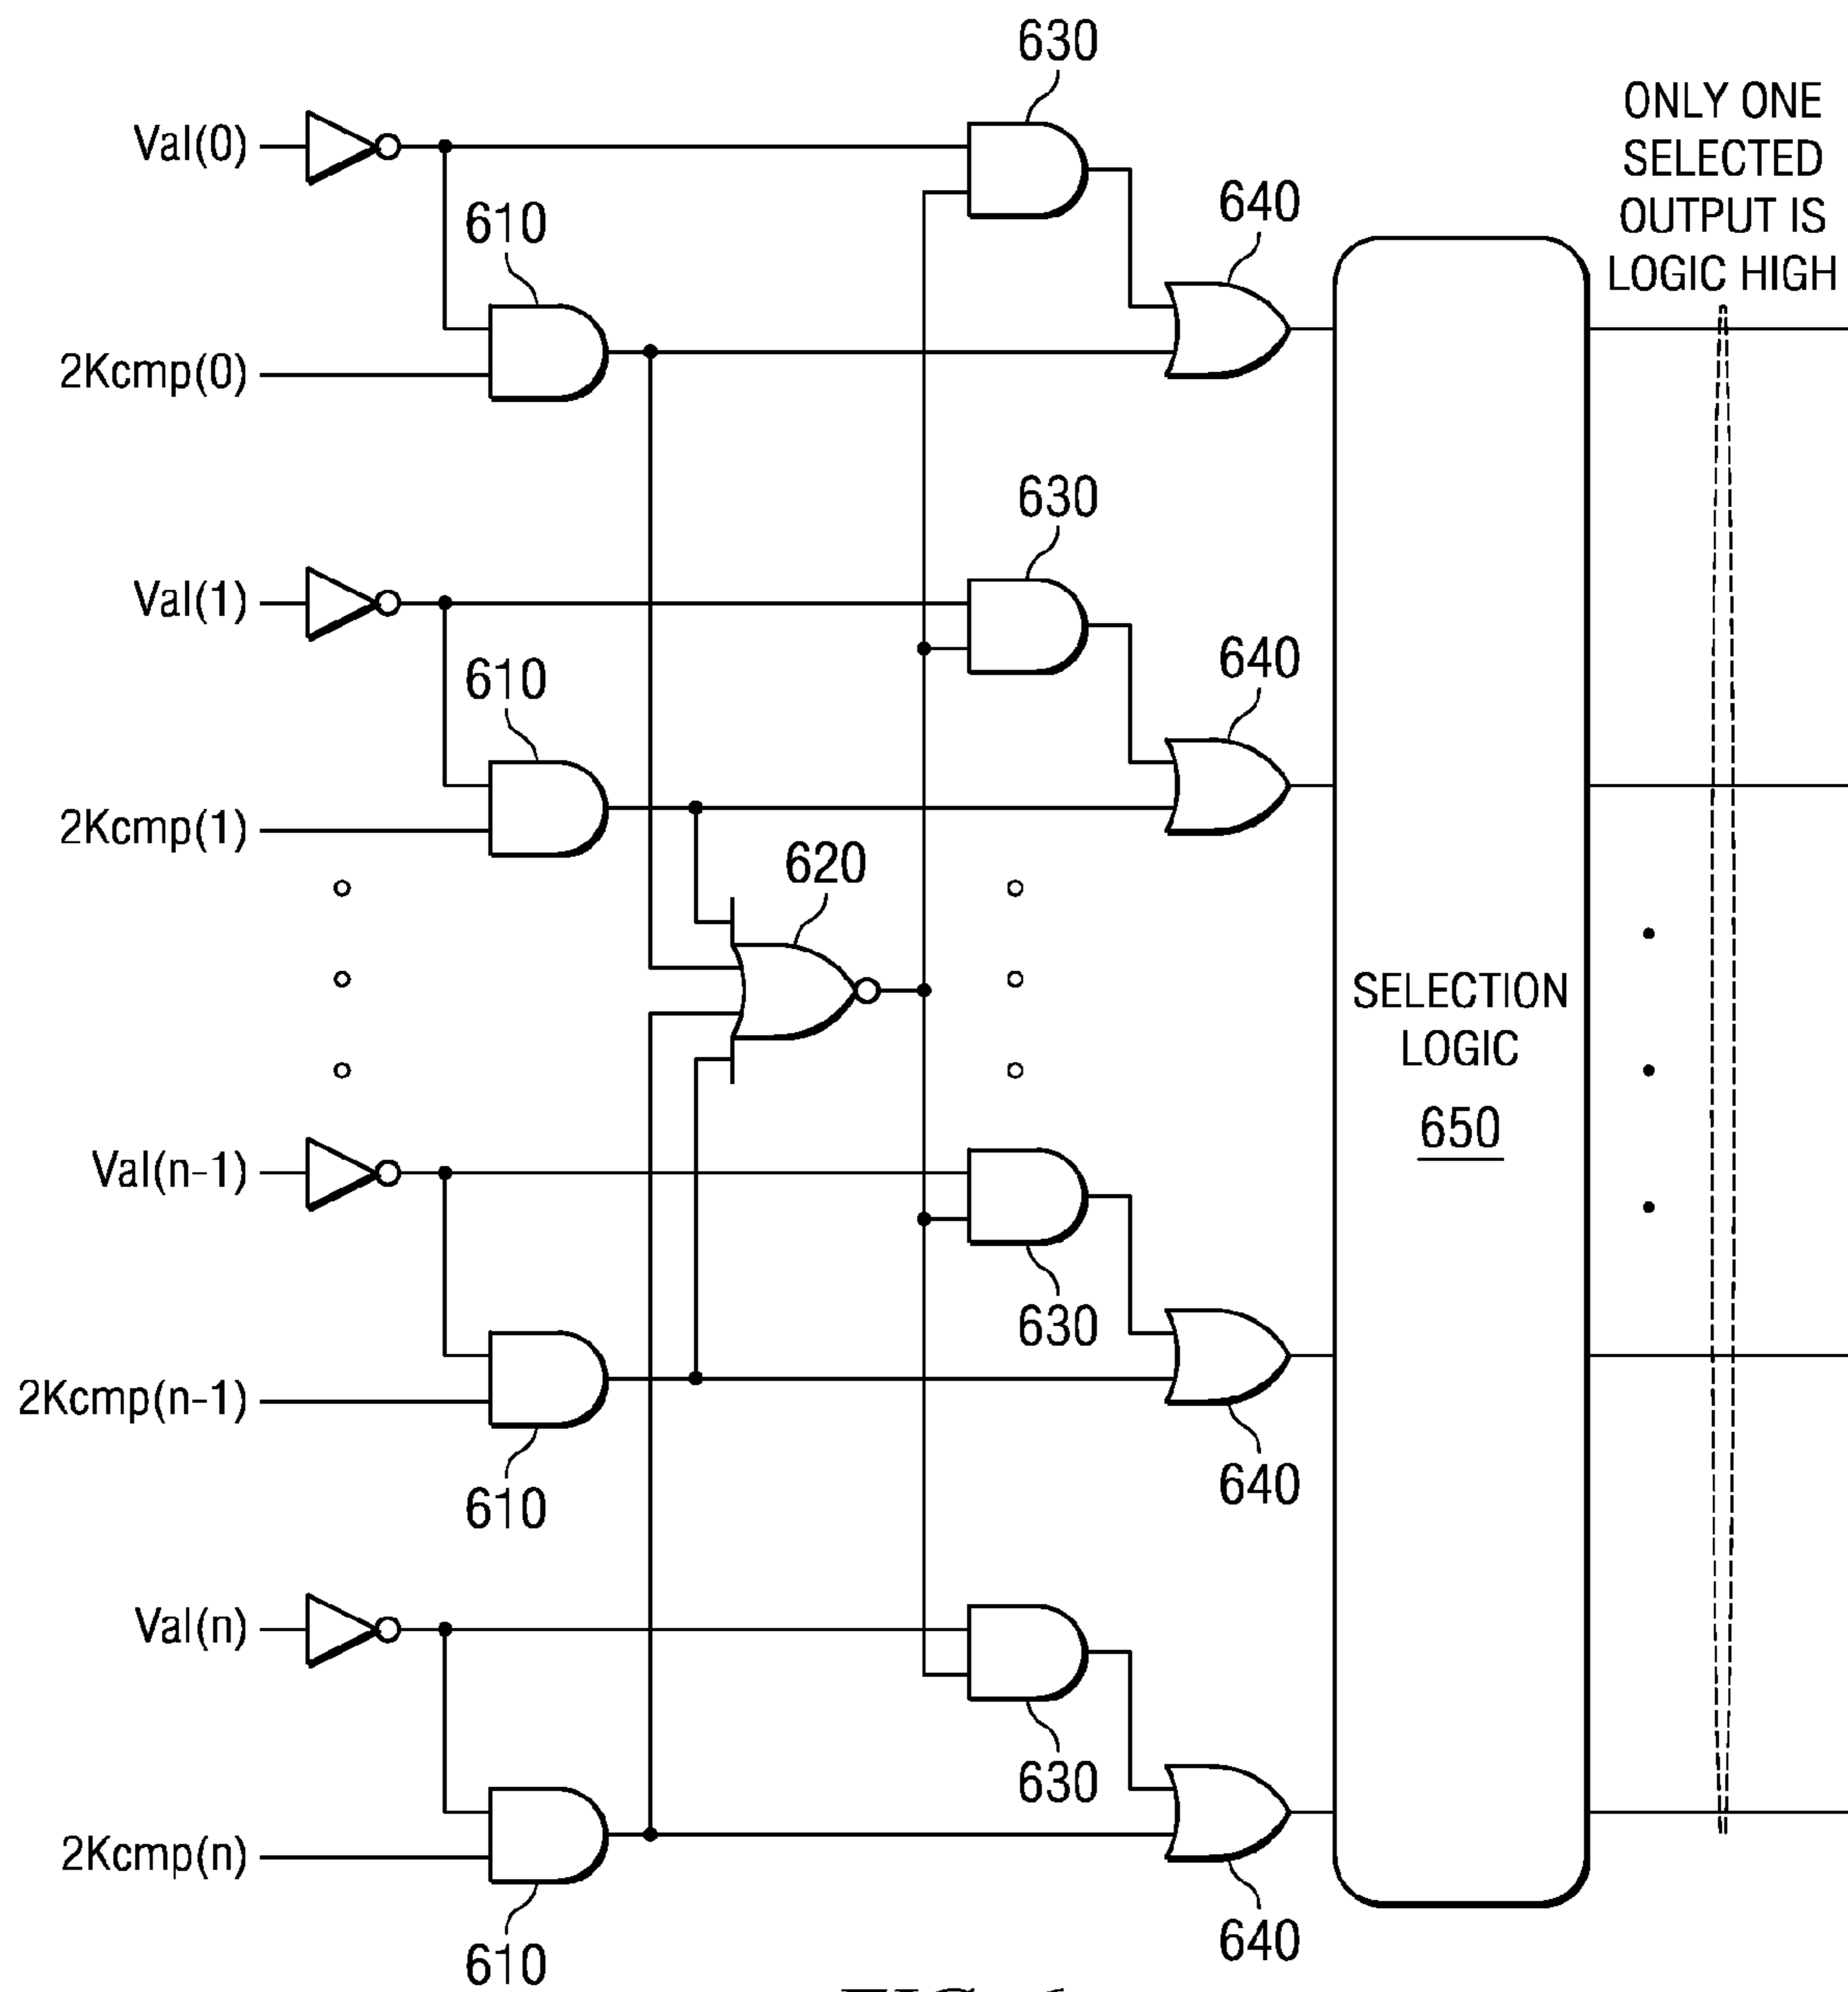 630
ONLY ONE
SELECTED
OUTPUT IS
LOGIC HIGH
Val(0)
610
640
2Kcmp(0)
630
Val(1)
610
640
2Kcmp(1)
620
SELECTION
LOGIC
650
Val(n-1)
630
2Kcmp(n-1)
610
640
Val(n)
630
2Kcmp(n)
610
640